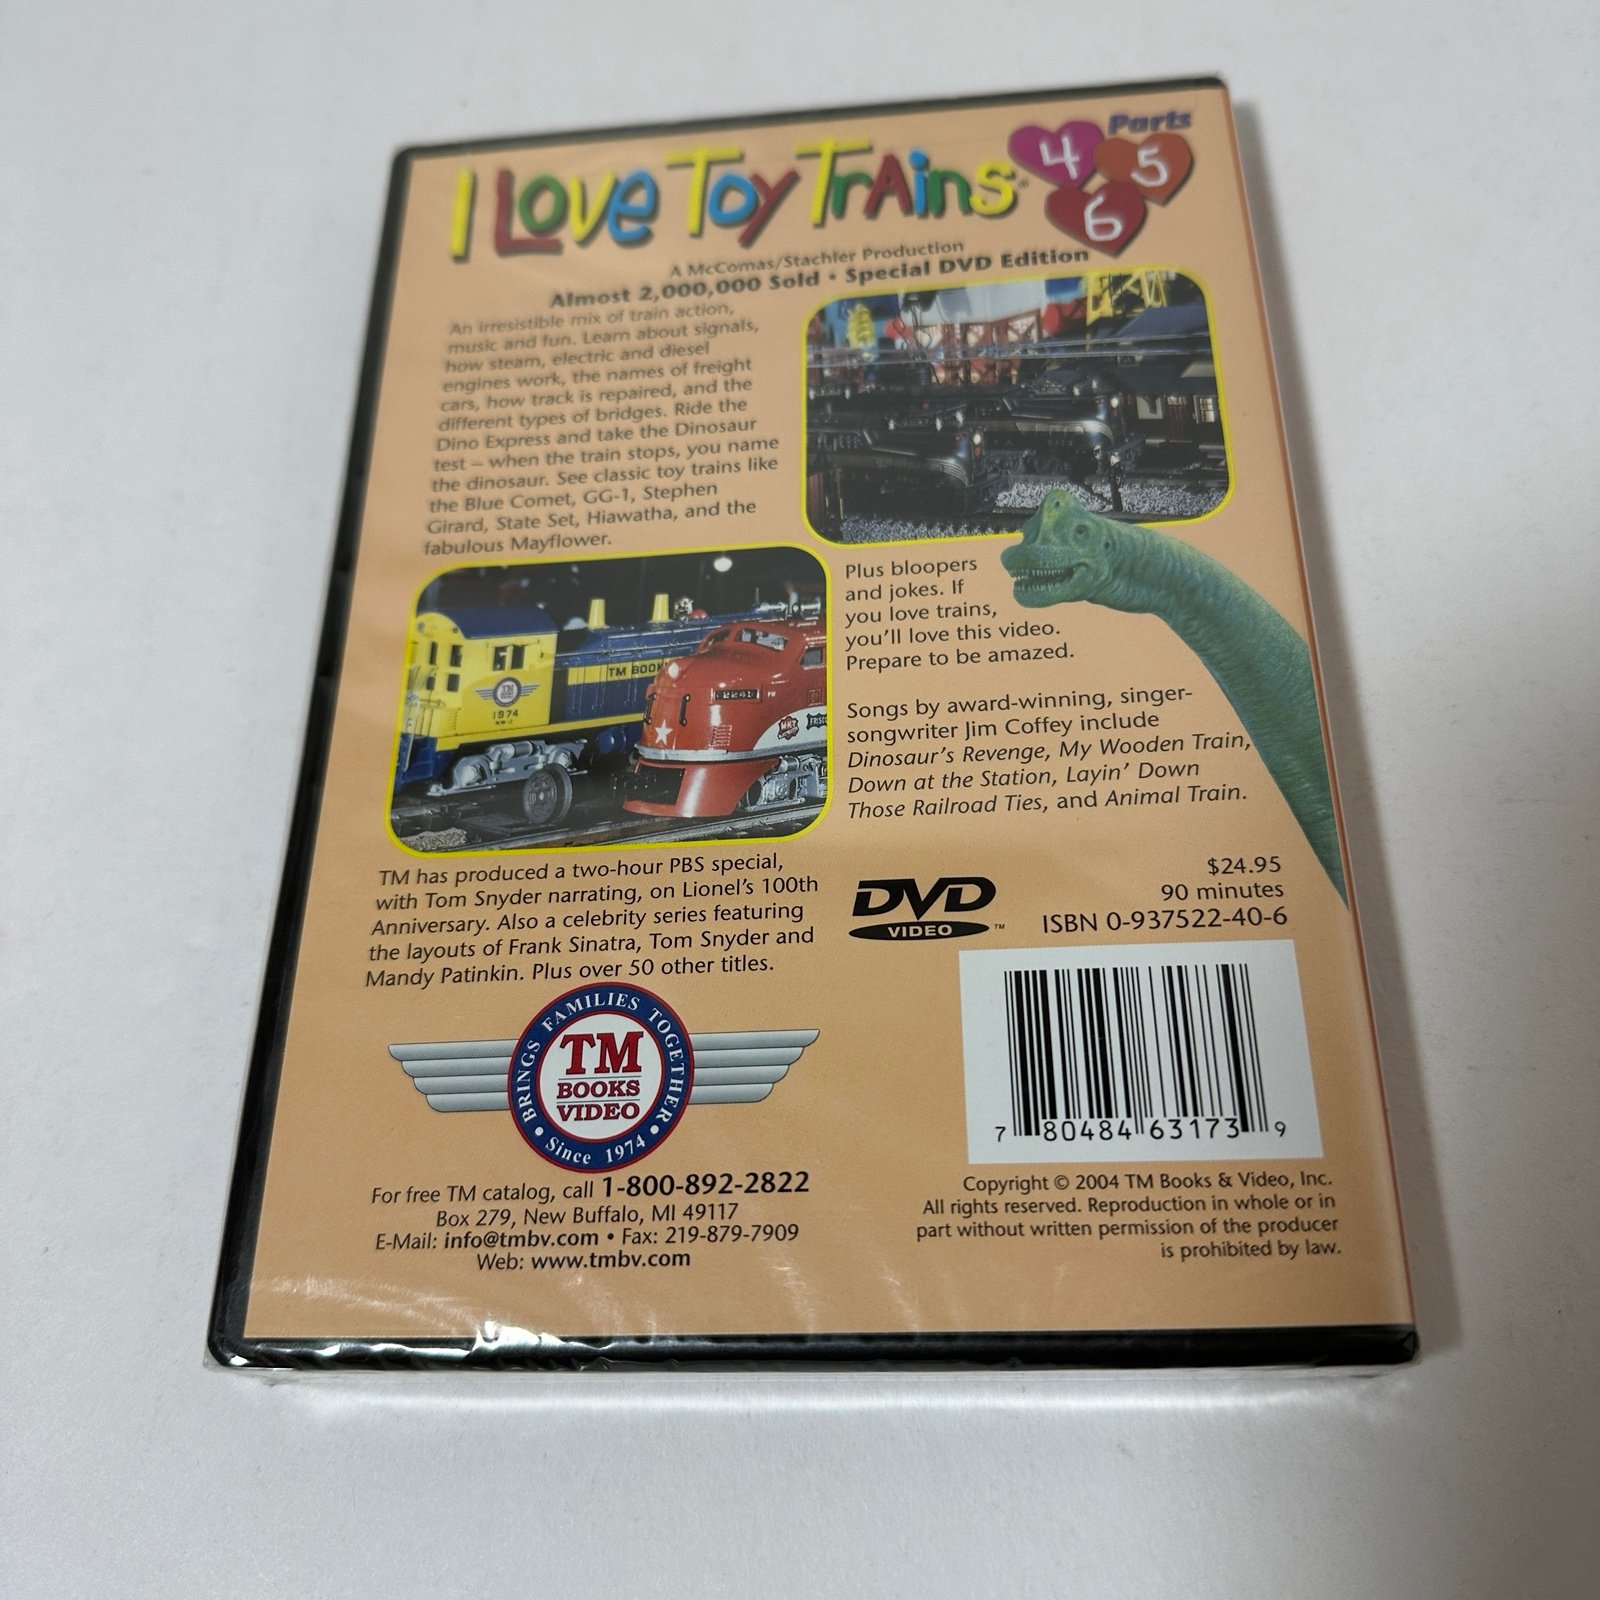 I Love Toy Trains®
Parts
4 5
6
A McComas/Stachler Production
Almost 2,000,000 Sold • Special DVD Edition
An irresistible mix of train action,
music and fun. Learn about signals,
how steam, electric and diesel
engines work, the names of freight
cars, how track is repaired, and the
different types of bridges. Ride the
Dino Express and take the Dinosaur
test – when the train stops, you name
the dinosaur. See classic toy trains like
the Blue Comet, GG-1, Stephen
Girard, State Set, Hiawatha, and the
fabulous Mayflower.
TM BOOK
TM
1974
NW-2
2245
MKT
FRISCO
Plus bloopers
and jokes. If
you love trains,
you'll love this video.
Prepare to be amazed.
Songs by award-winning, singer-
songwriter Jim Coffey include
Dinosaur's Revenge, My Wooden Train,
Down at the Station, Layin' Down
Those Railroad Ties, and Animal Train.
TM has produced a two-hour PBS special,
with Tom Snyder narrating, on Lionel's 100th
Anniversary. Also a celebrity series featuring
the layouts of Frank Sinatra, Tom Snyder and
Mandy Patinkin. Plus over 50 other titles.
DVD
VIDEO™
$24.95
90 minutes
ISBN 0-937522-40-6
BRINGS FAMILIES TOGETHER
TM
BOOKS
VIDEO
• Since 1974 •
7 80484 63173 9
For free TM catalog, call 1-800-892-2822
Box 279, New Buffalo, MI 49117
E-Mail: info@tmbv.com • Fax: 219-879-7909
Web: www.tmbv.com
Copyright © 2004 TM Books & Video, Inc.
All rights reserved. Reproduction in whole or in
part without written permission of the producer
is prohibited by law.